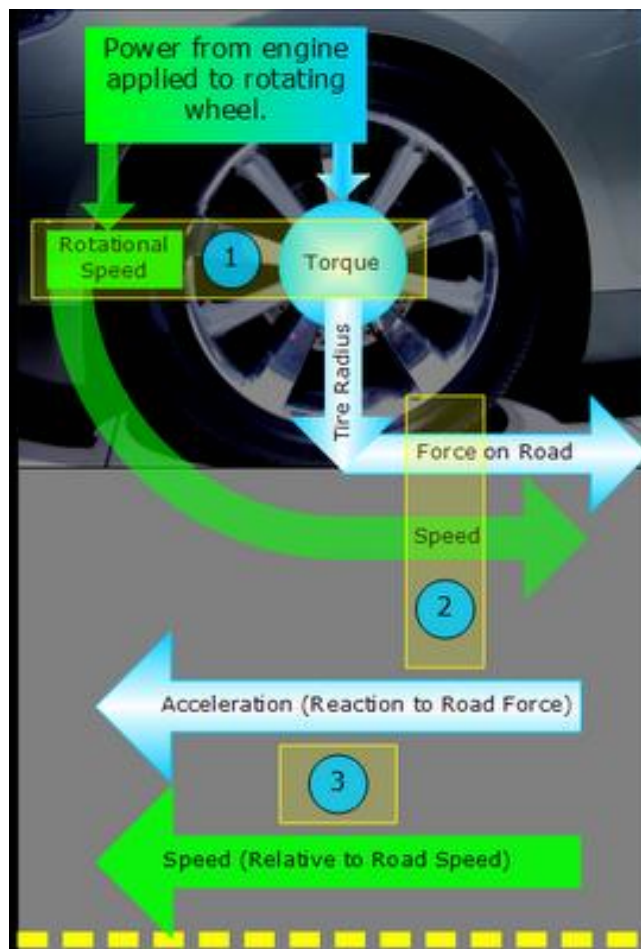 Power from engine
applied to rotating
wheel.
Rotational
Speed
1
Torque
Tire Radius
Force on Road
Speed
2
Acceleration (Reaction to Road Force)
3
Speed (Relative to Road Speed)